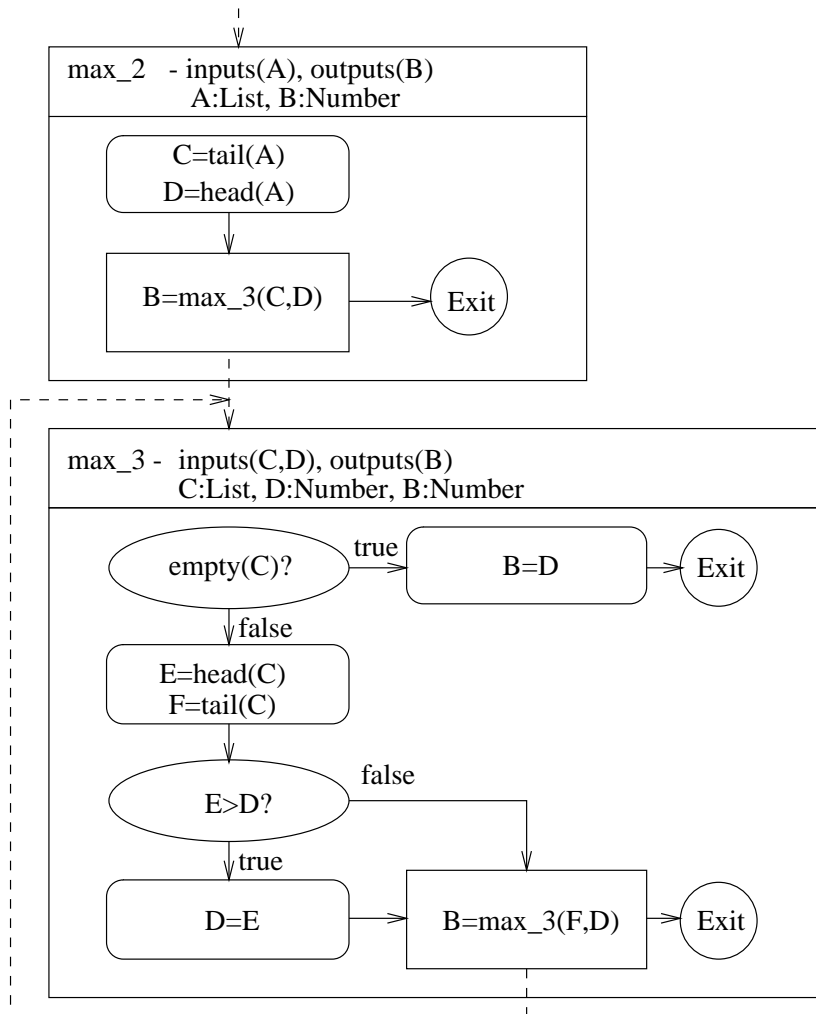 max_2 - inputs(A), outputs(B)
A:List, B:Number
C=tail(A)
D=head(A)
B=max_3(C,D)
Exit
max_3 - inputs(C,D), outputs(B)
C:List, D:Number, B:Number
empty(C)?
true
B=D
Exit
false
E=head(C)
F=tail(C)
E>D?
false
true
D=E
B=max_3(F,D)
Exit